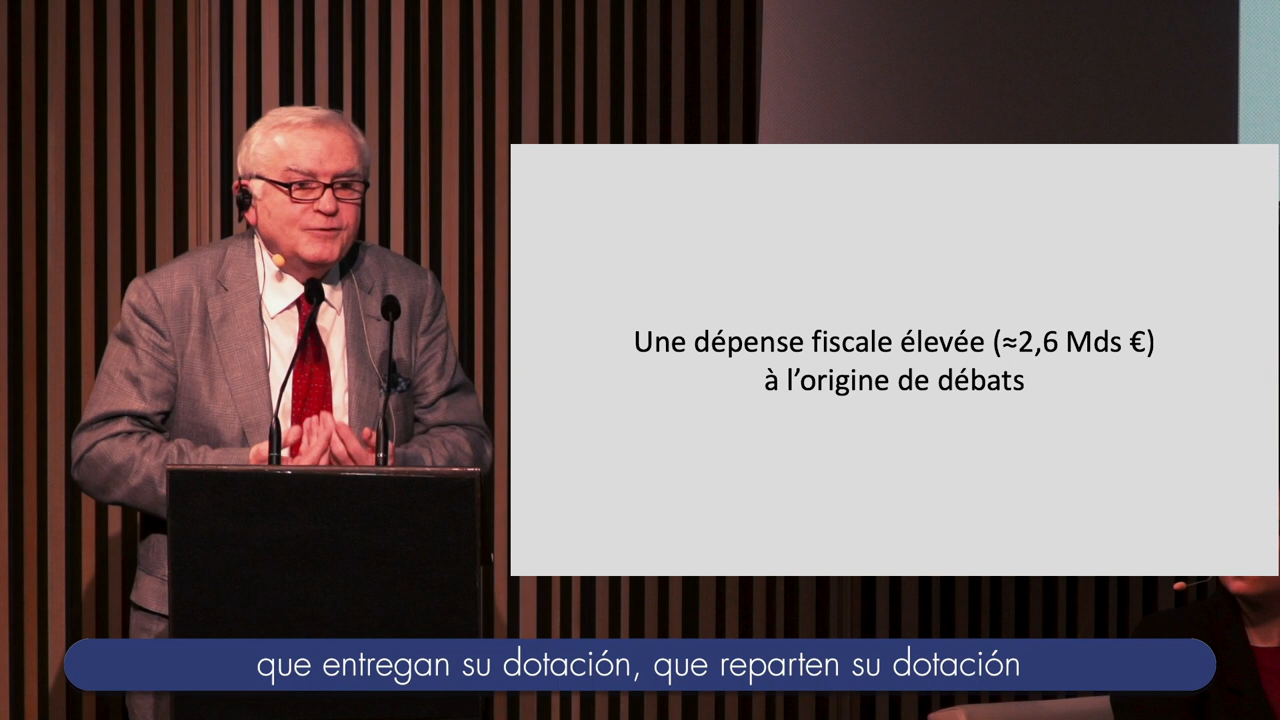 Une dépense fiscale élevée (≈2,6 Mds €)
à l’origine de débats
que entregan su dotación, que reparten su dotación